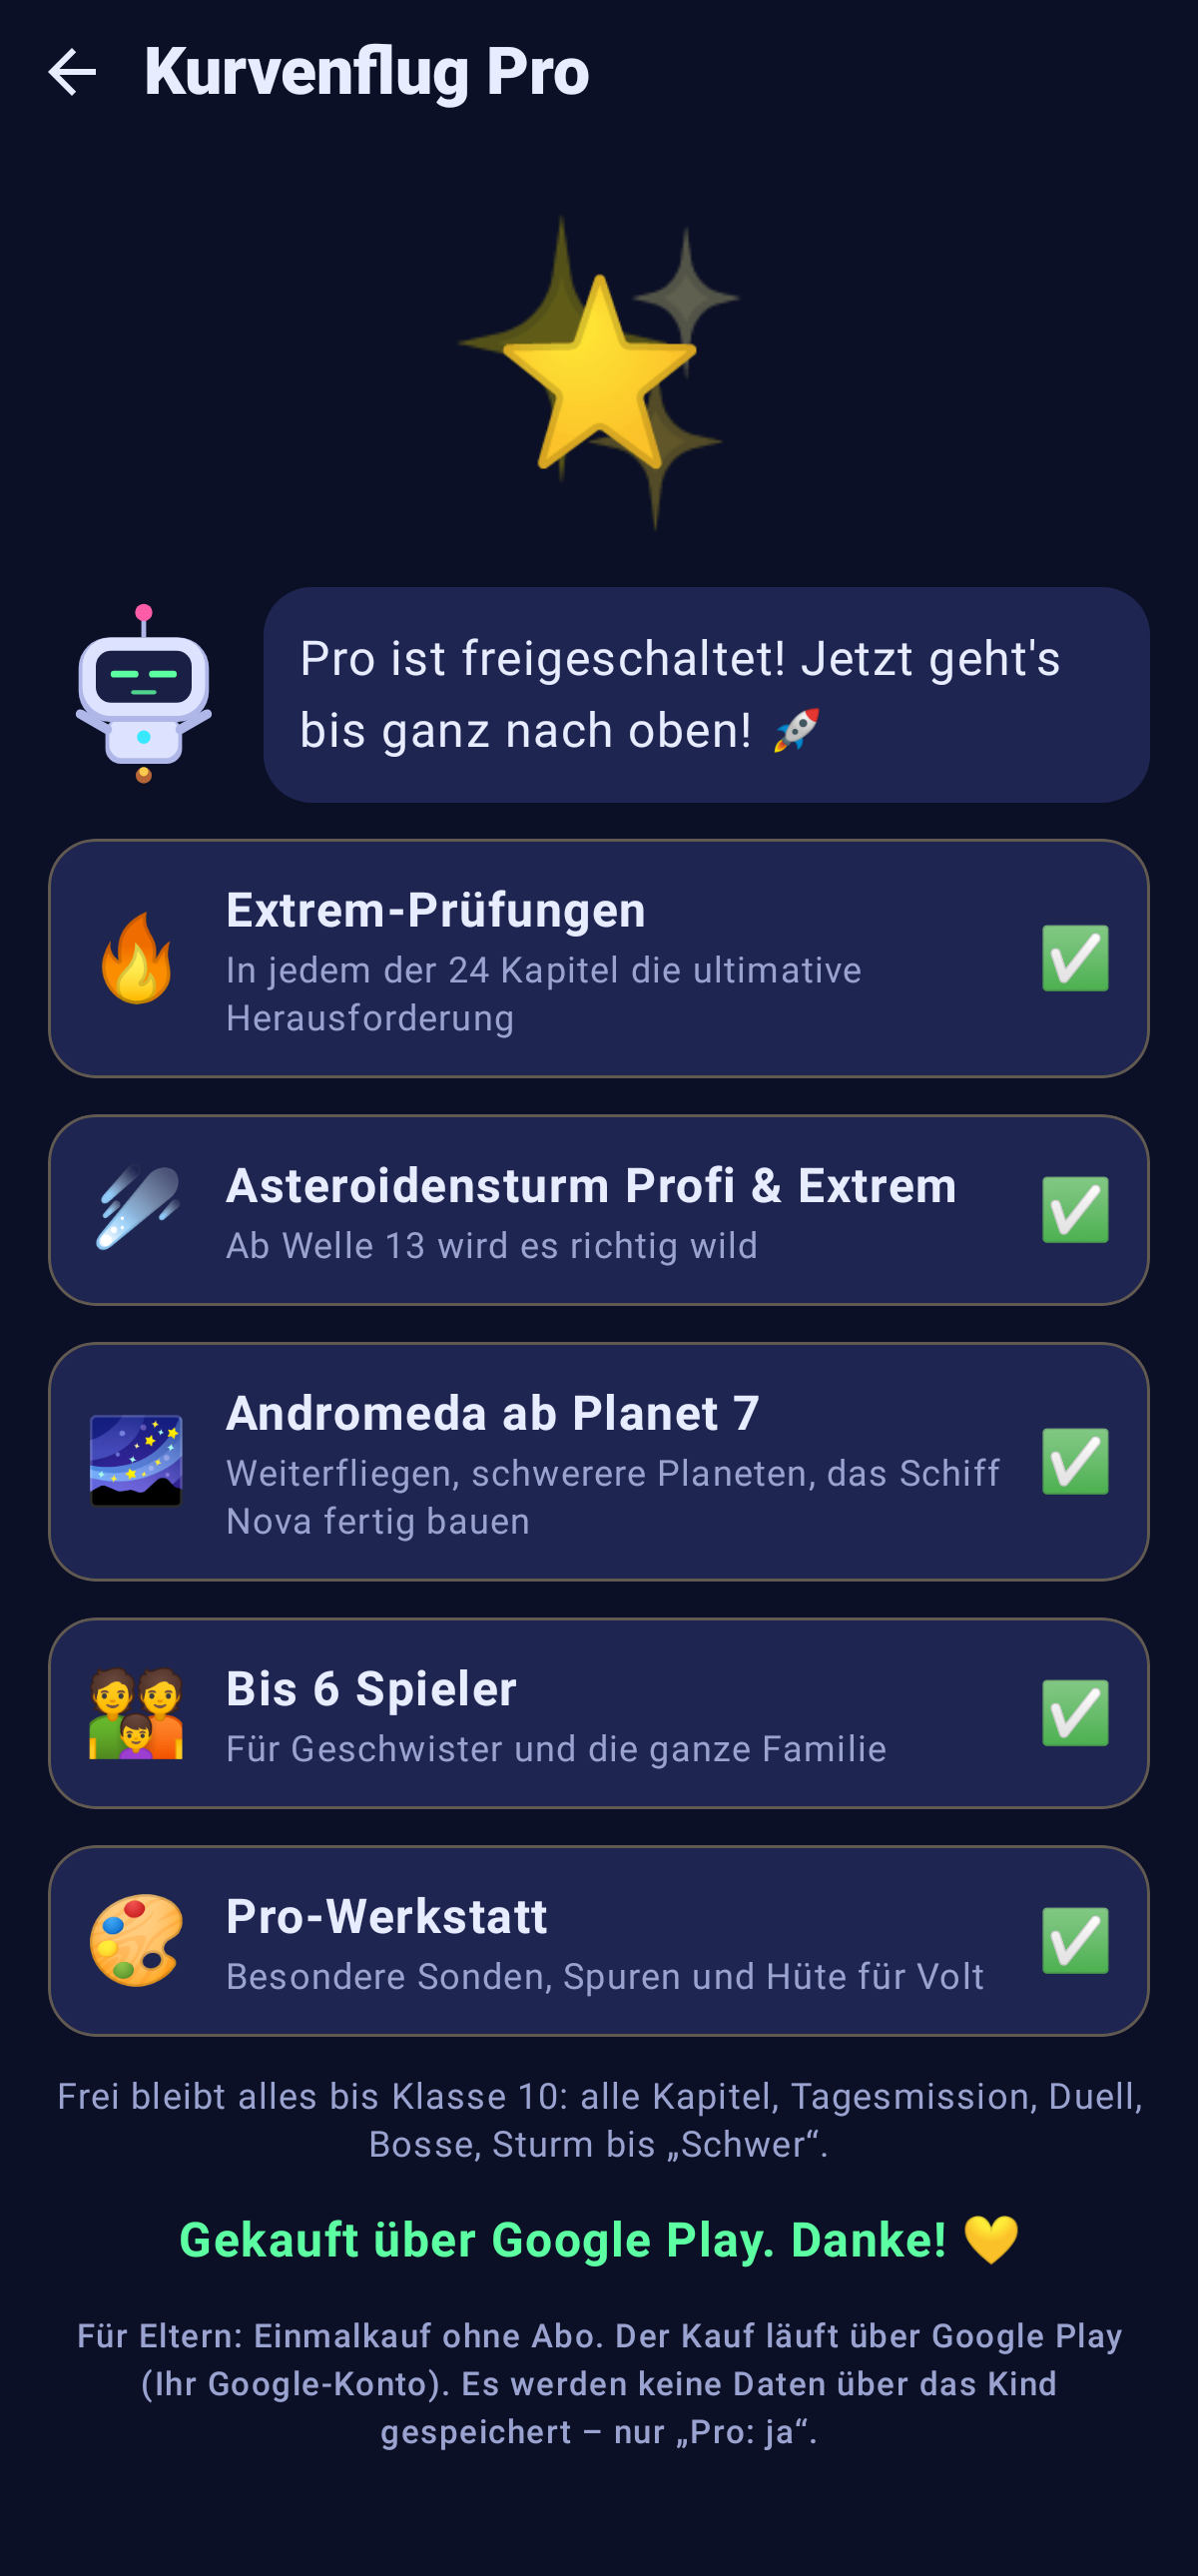 Kurvenflug Pro
Pro ist freigeschaltet! Jetzt geht's
bis ganz nach oben! 🚀
Extrem-Prüfungen
In jedem der 24 Kapitel die ultimative
Herausforderung
Asteroidensturm Profi & Extrem
Ab Welle 13 wird es richtig wild
Andromeda ab Planet 7
Weiterfliegen, schwerere Planeten, das Schiff
Nova fertig bauen
Bis 6 Spieler
Für Geschwister und die ganze Familie
Pro-Werkstatt
Besondere Sonden, Spuren und Hüte für Volt
Frei bleibt alles bis Klasse 10: alle Kapitel, Tagesmission, Duell,
Bosse, Sturm bis „Schwer“.
Gekauft über Google Play. Danke! 💛
Für Eltern: Einmalkauf ohne Abo. Der Kauf läuft über Google Play
(Ihr Google-Konto). Es werden keine Daten über das Kind
gespeichert – nur „Pro: ja“.